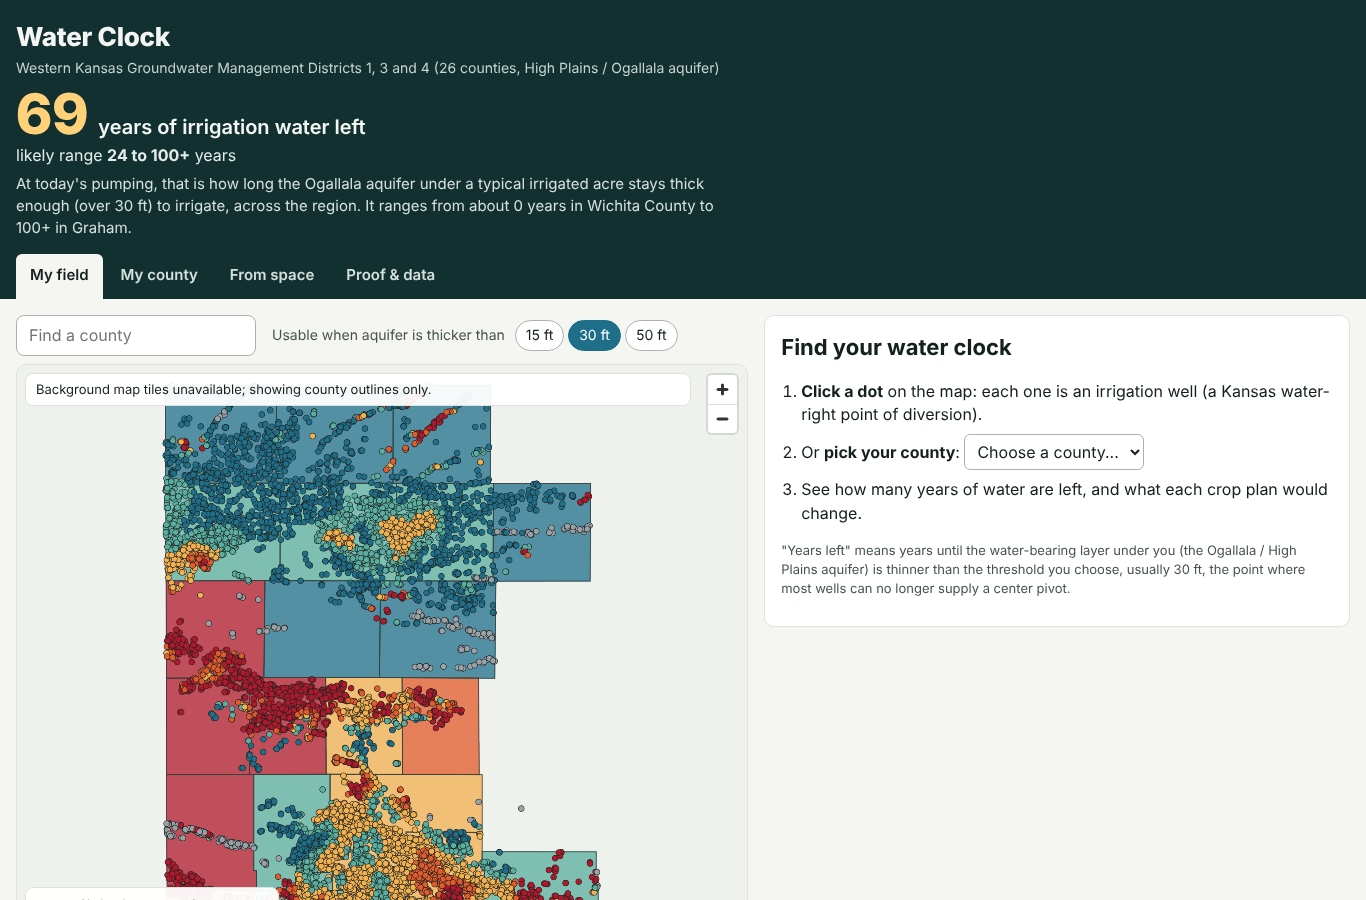 Water Clock
Western Kansas Groundwater Management Districts 1, 3 and 4 (26 counties, High Plains / Ogallala aquifer)
69 years of irrigation water left
likely range 24 to 100+ years
At today's pumping, that is how long the Ogallala aquifer under a typical irrigated acre stays thick
enough (over 30 ft) to irrigate, across the region. It ranges from about 0 years in Wichita County to
100+ in Graham.
My field My county From space Proof & data
Find a county
Usable when aquifer is thicker than 15 ft 30 ft 50 ft
Background map tiles unavailable; showing county outlines only.
+
−
Find your water clock
1. Click a dot on the map: each one is an irrigation well (a Kansas water-
right point of diversion).
2. Or pick your county: Choose a county...
3. See how many years of water are left, and what each crop plan would
change.
"Years left" means years until the water-bearing layer under you (the Ogallala / High
Plains aquifer) is thinner than the threshold you choose, usually 30 ft, the point where
most wells can no longer supply a center pivot.